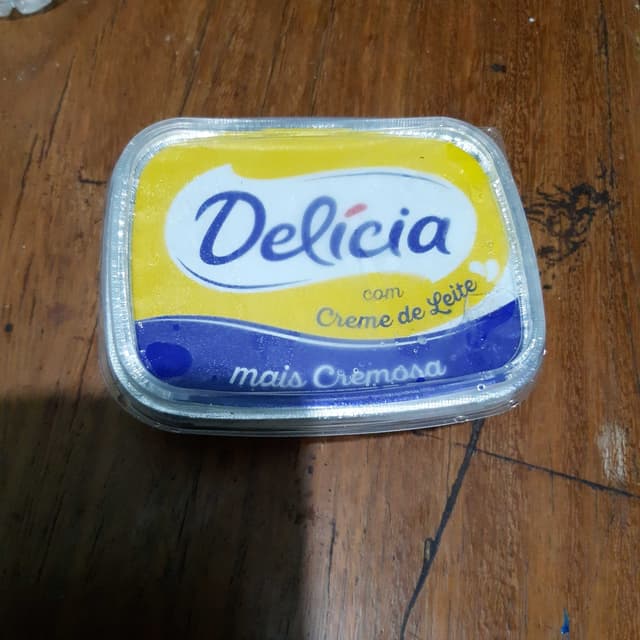 Delícia
com
Creme de Leite
mais Cremosa